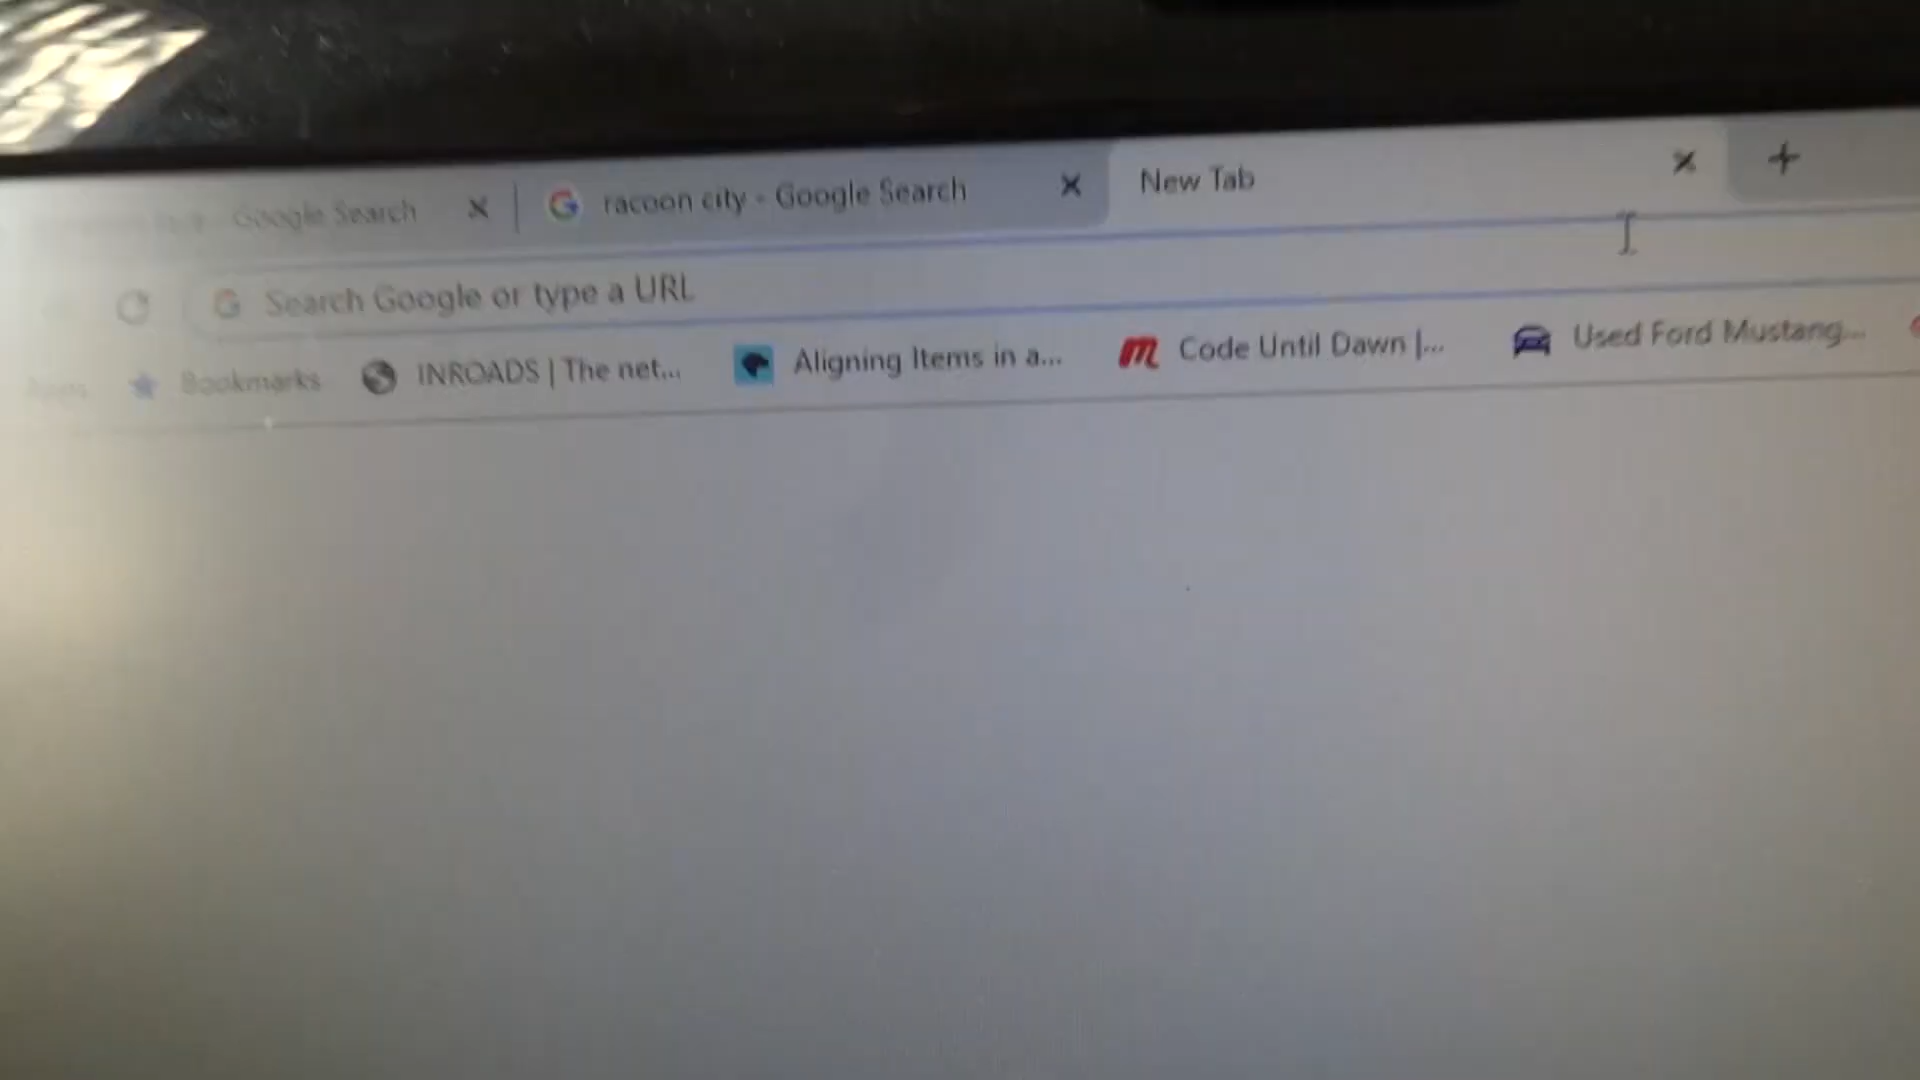 Google Search
racoon city - Google Search
New Tab
Search Google or type a URL
Bookmarks
INROADS | The net...
Aligning Items in a...
Code Until Dawn |...
Used Ford Mustang...